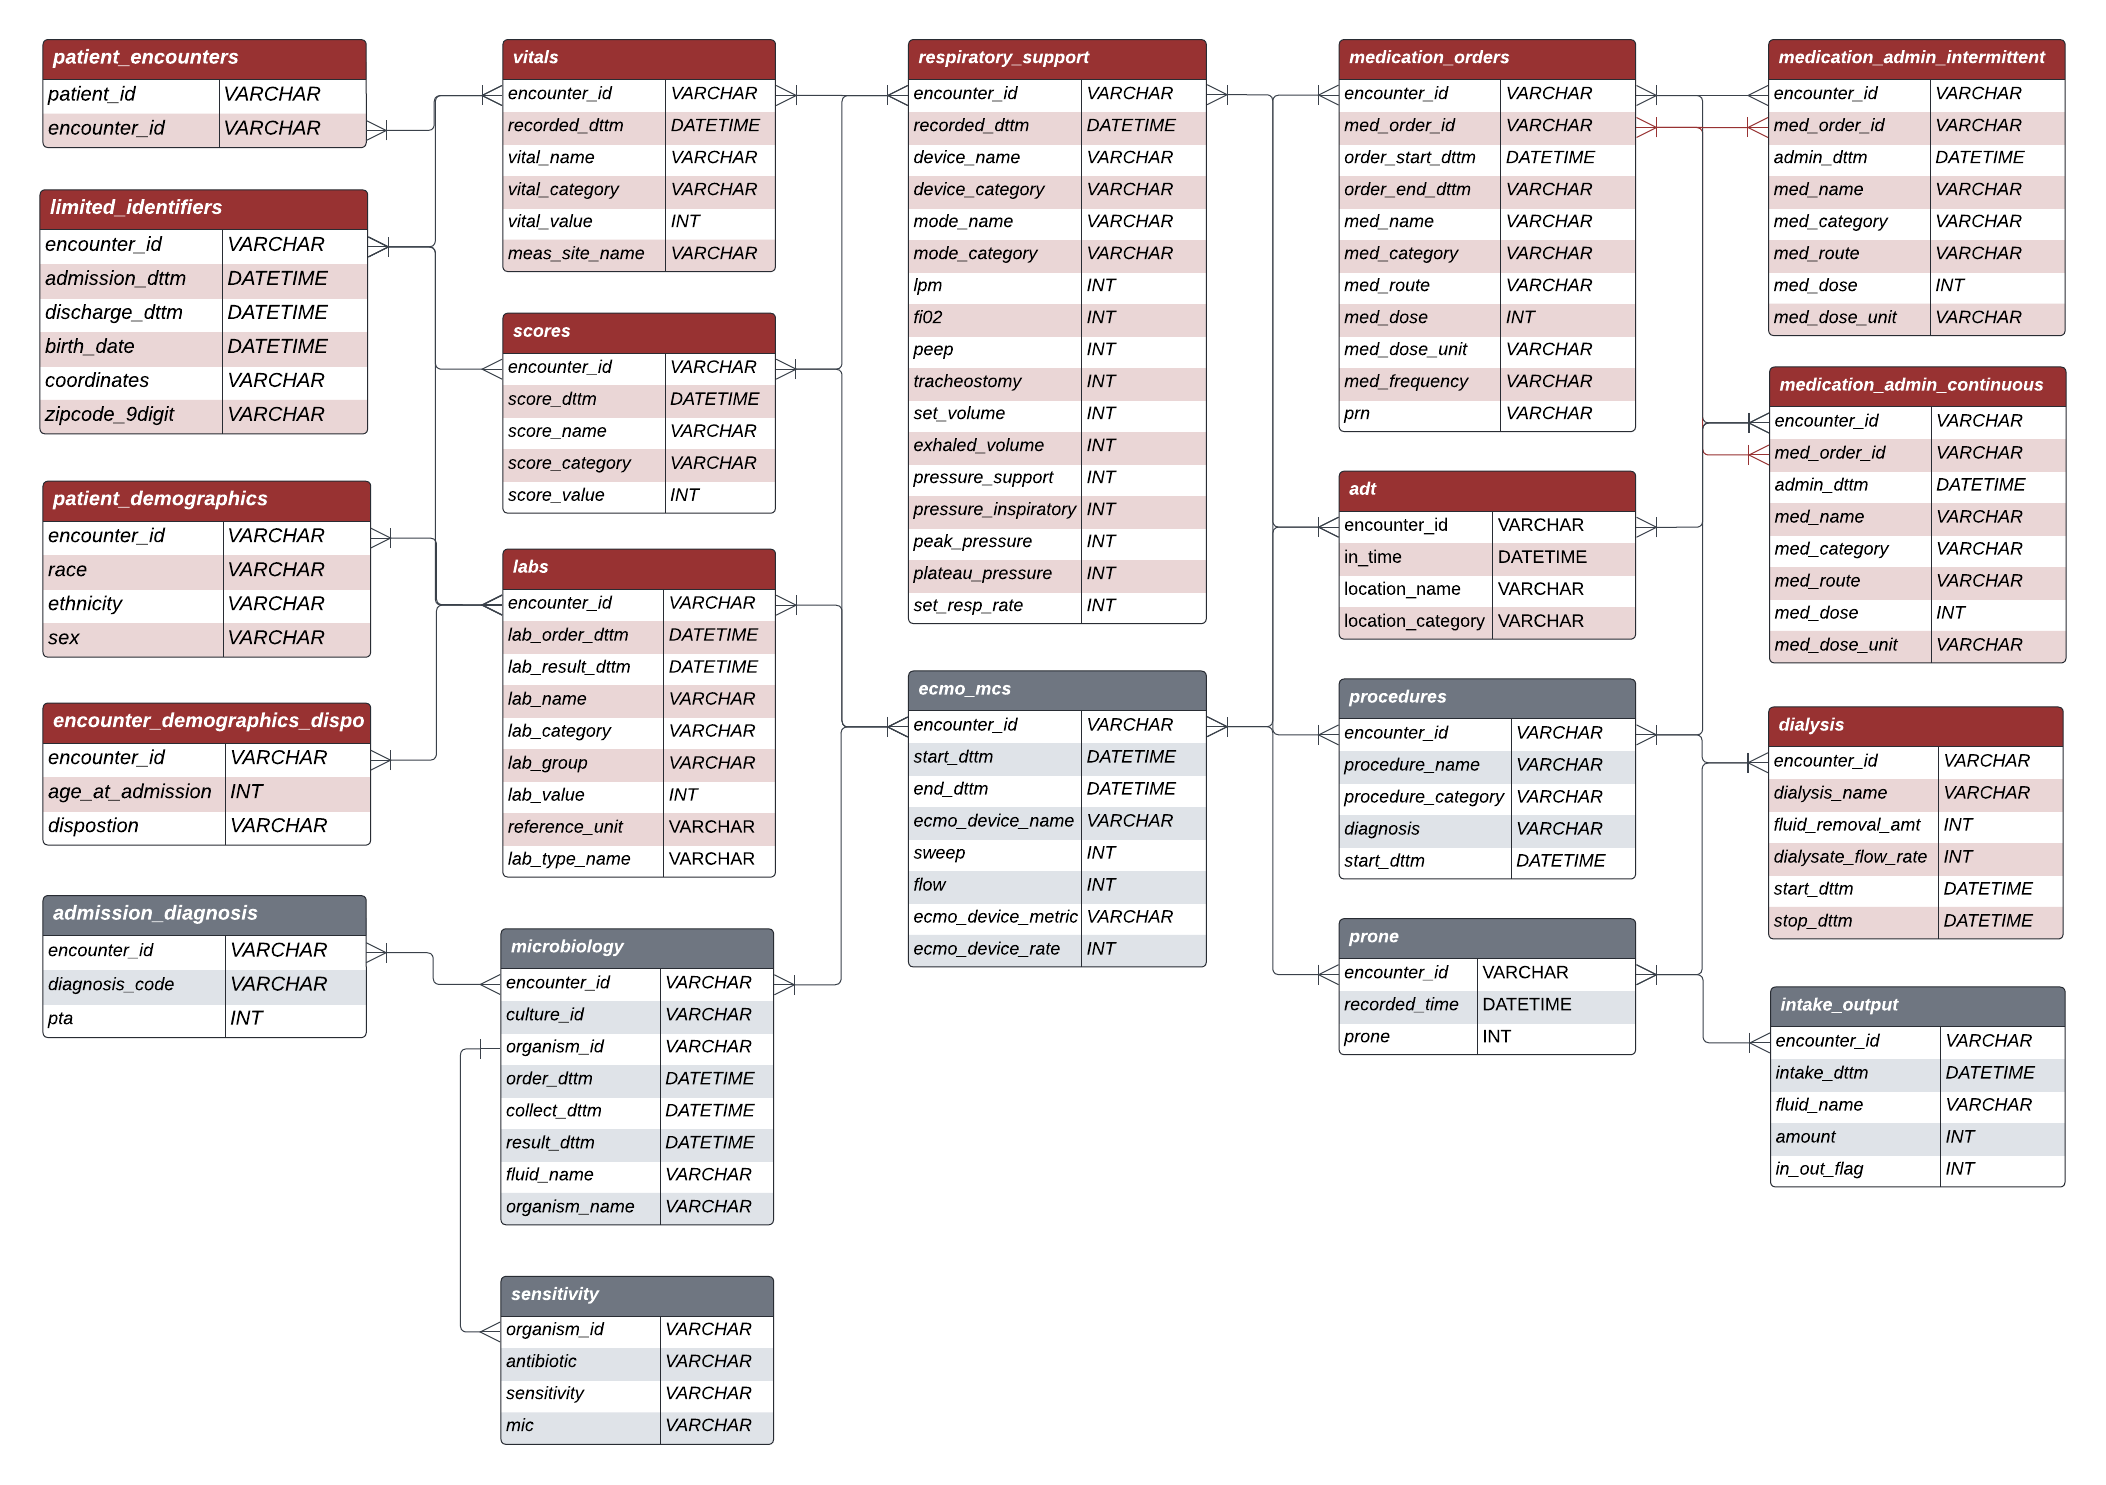 patient_encounters
patient_id VARCHAR
encounter_id VARCHAR
limited_identifiers
encounter_id VARCHAR
admission_dttm DATETIME
discharge_dttm DATETIME
birth_date DATETIME
coordinates VARCHAR
zipcode_9digit VARCHAR
patient_demographics
encounter_id VARCHAR
race VARCHAR
ethnicity VARCHAR
sex VARCHAR
encounter_demographics_dispo
encounter_id VARCHAR
age_at_admission INT
dispostion VARCHAR
admission_diagnosis
encounter_id VARCHAR
diagnosis_code VARCHAR
pta INT
vitals
encounter_id VARCHAR
recorded_dttm DATETIME
vital_name VARCHAR
vital_category VARCHAR
vital_value INT
meas_site_name VARCHAR
scores
encounter_id VARCHAR
score_dttm DATETIME
score_name VARCHAR
score_category VARCHAR
score_value INT
labs
encounter_id VARCHAR
lab_order_dttm DATETIME
lab_result_dttm DATETIME
lab_name VARCHAR
lab_category VARCHAR
lab_group VARCHAR
lab_value INT
reference_unit VARCHAR
lab_type_name VARCHAR
microbiology
encounter_id VARCHAR
culture_id VARCHAR
organism_id VARCHAR
order_dttm DATETIME
collect_dttm DATETIME
result_dttm DATETIME
fluid_name VARCHAR
organism_name VARCHAR
sensitivity
organism_id VARCHAR
antibiotic VARCHAR
sensitivity VARCHAR
mic VARCHAR
respiratory_support
encounter_id VARCHAR
recorded_dttm DATETIME
device_name VARCHAR
device_category VARCHAR
mode_name VARCHAR
mode_category VARCHAR
lpm INT
fi02 INT
peep INT
tracheostomy INT
set_volume INT
exhaled_volume INT
pressure_support INT
pressure_inspiratory INT
peak_pressure INT
plateau_pressure INT
set_resp_rate INT
ecmo_mcs
encounter_id VARCHAR
start_dttm DATETIME
end_dttm DATETIME
ecmo_device_name VARCHAR
sweep INT
flow INT
ecmo_device_metric VARCHAR
ecmo_device_rate INT
medication_orders
encounter_id VARCHAR
med_order_id VARCHAR
order_start_dttm DATETIME
order_end_dttm VARCHAR
med_name VARCHAR
med_category VARCHAR
med_route VARCHAR
med_dose INT
med_dose_unit VARCHAR
med_frequency VARCHAR
prn VARCHAR
adt
encounter_id VARCHAR
in_time DATETIME
location_name VARCHAR
location_category VARCHAR
procedures
encounter_id VARCHAR
procedure_name VARCHAR
procedure_category VARCHAR
diagnosis VARCHAR
start_dttm DATETIME
prone
encounter_id VARCHAR
recorded_time DATETIME
prone INT
medication_admin_intermittent
encounter_id VARCHAR
med_order_id VARCHAR
admin_dttm DATETIME
med_name VARCHAR
med_category VARCHAR
med_route VARCHAR
med_dose INT
med_dose_unit VARCHAR
medication_admin_continuous
encounter_id VARCHAR
med_order_id VARCHAR
admin_dttm DATETIME
med_name VARCHAR
med_category VARCHAR
med_route VARCHAR
med_dose INT
med_dose_unit VARCHAR
dialysis
encounter_id VARCHAR
dialysis_name VARCHAR
fluid_removal_amt INT
dialysate_flow_rate INT
start_dttm DATETIME
stop_dttm DATETIME
intake_output
encounter_id VARCHAR
intake_dttm DATETIME
fluid_name VARCHAR
amount INT
in_out_flag INT